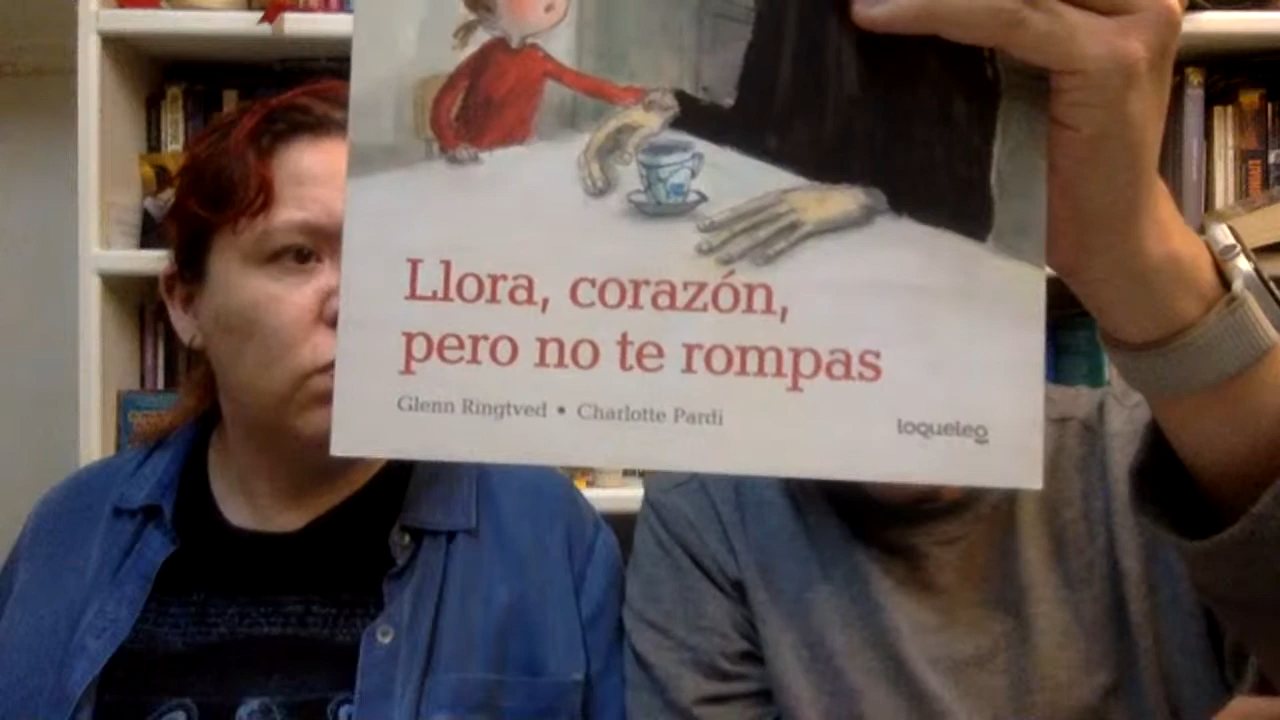 Llora, corazón,
pero no te rompas
Glenn Ringtved • Charlotte Pardi
loqueleo